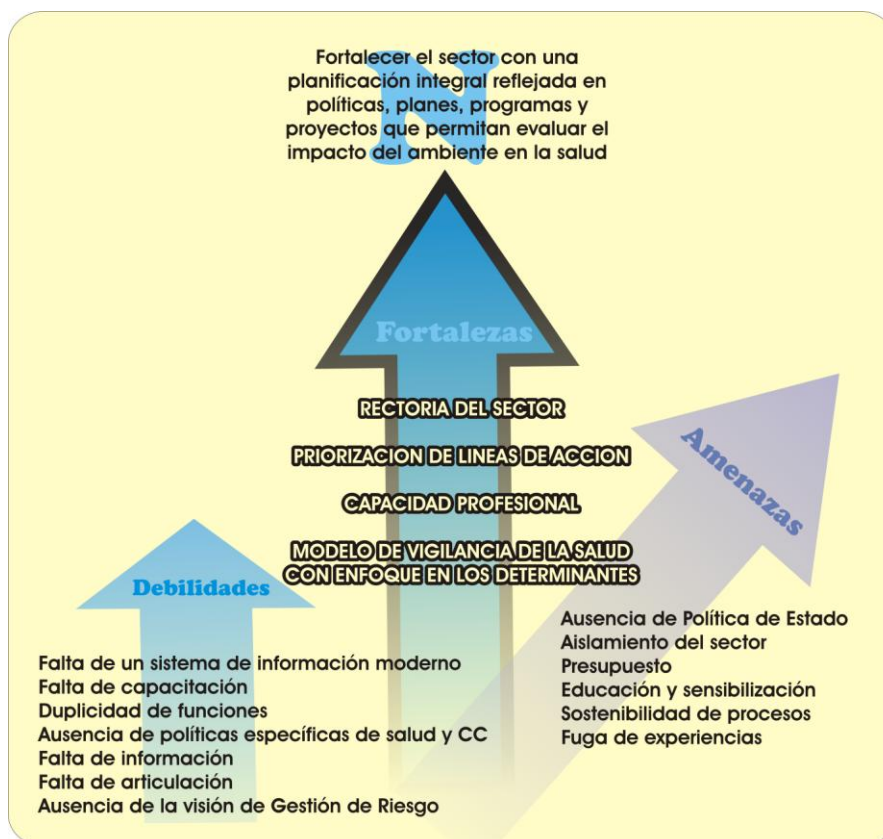 N
Fortalecer el sector con una
planificación integral reflejada en
políticas, planes, programas y
proyectos que permitan evaluar el
impacto del ambiente en la salud
Fortalezas
RECTORIA DEL SECTOR
PRIORIZACION DE LINEAS DE ACCION
CAPACIDAD PROFESIONAL
MODELO DE VIGILANCIA DE LA SALUD
CON ENFOQUE EN LOS DETERMINANTES
Debilidades
Falta de un sistema de información moderno
Falta de capacitación
Duplicidad de funciones
Ausencia de políticas específicas de salud y CC
Falta de información
Falta de articulación
Ausencia de la visión de Gestión de Riesgo
Amenazas
Ausencia de Política de Estado
Aislamiento del sector
Presupuesto
Educación y sensibilización
Sostenibilidad de procesos
Fuga de experiencias